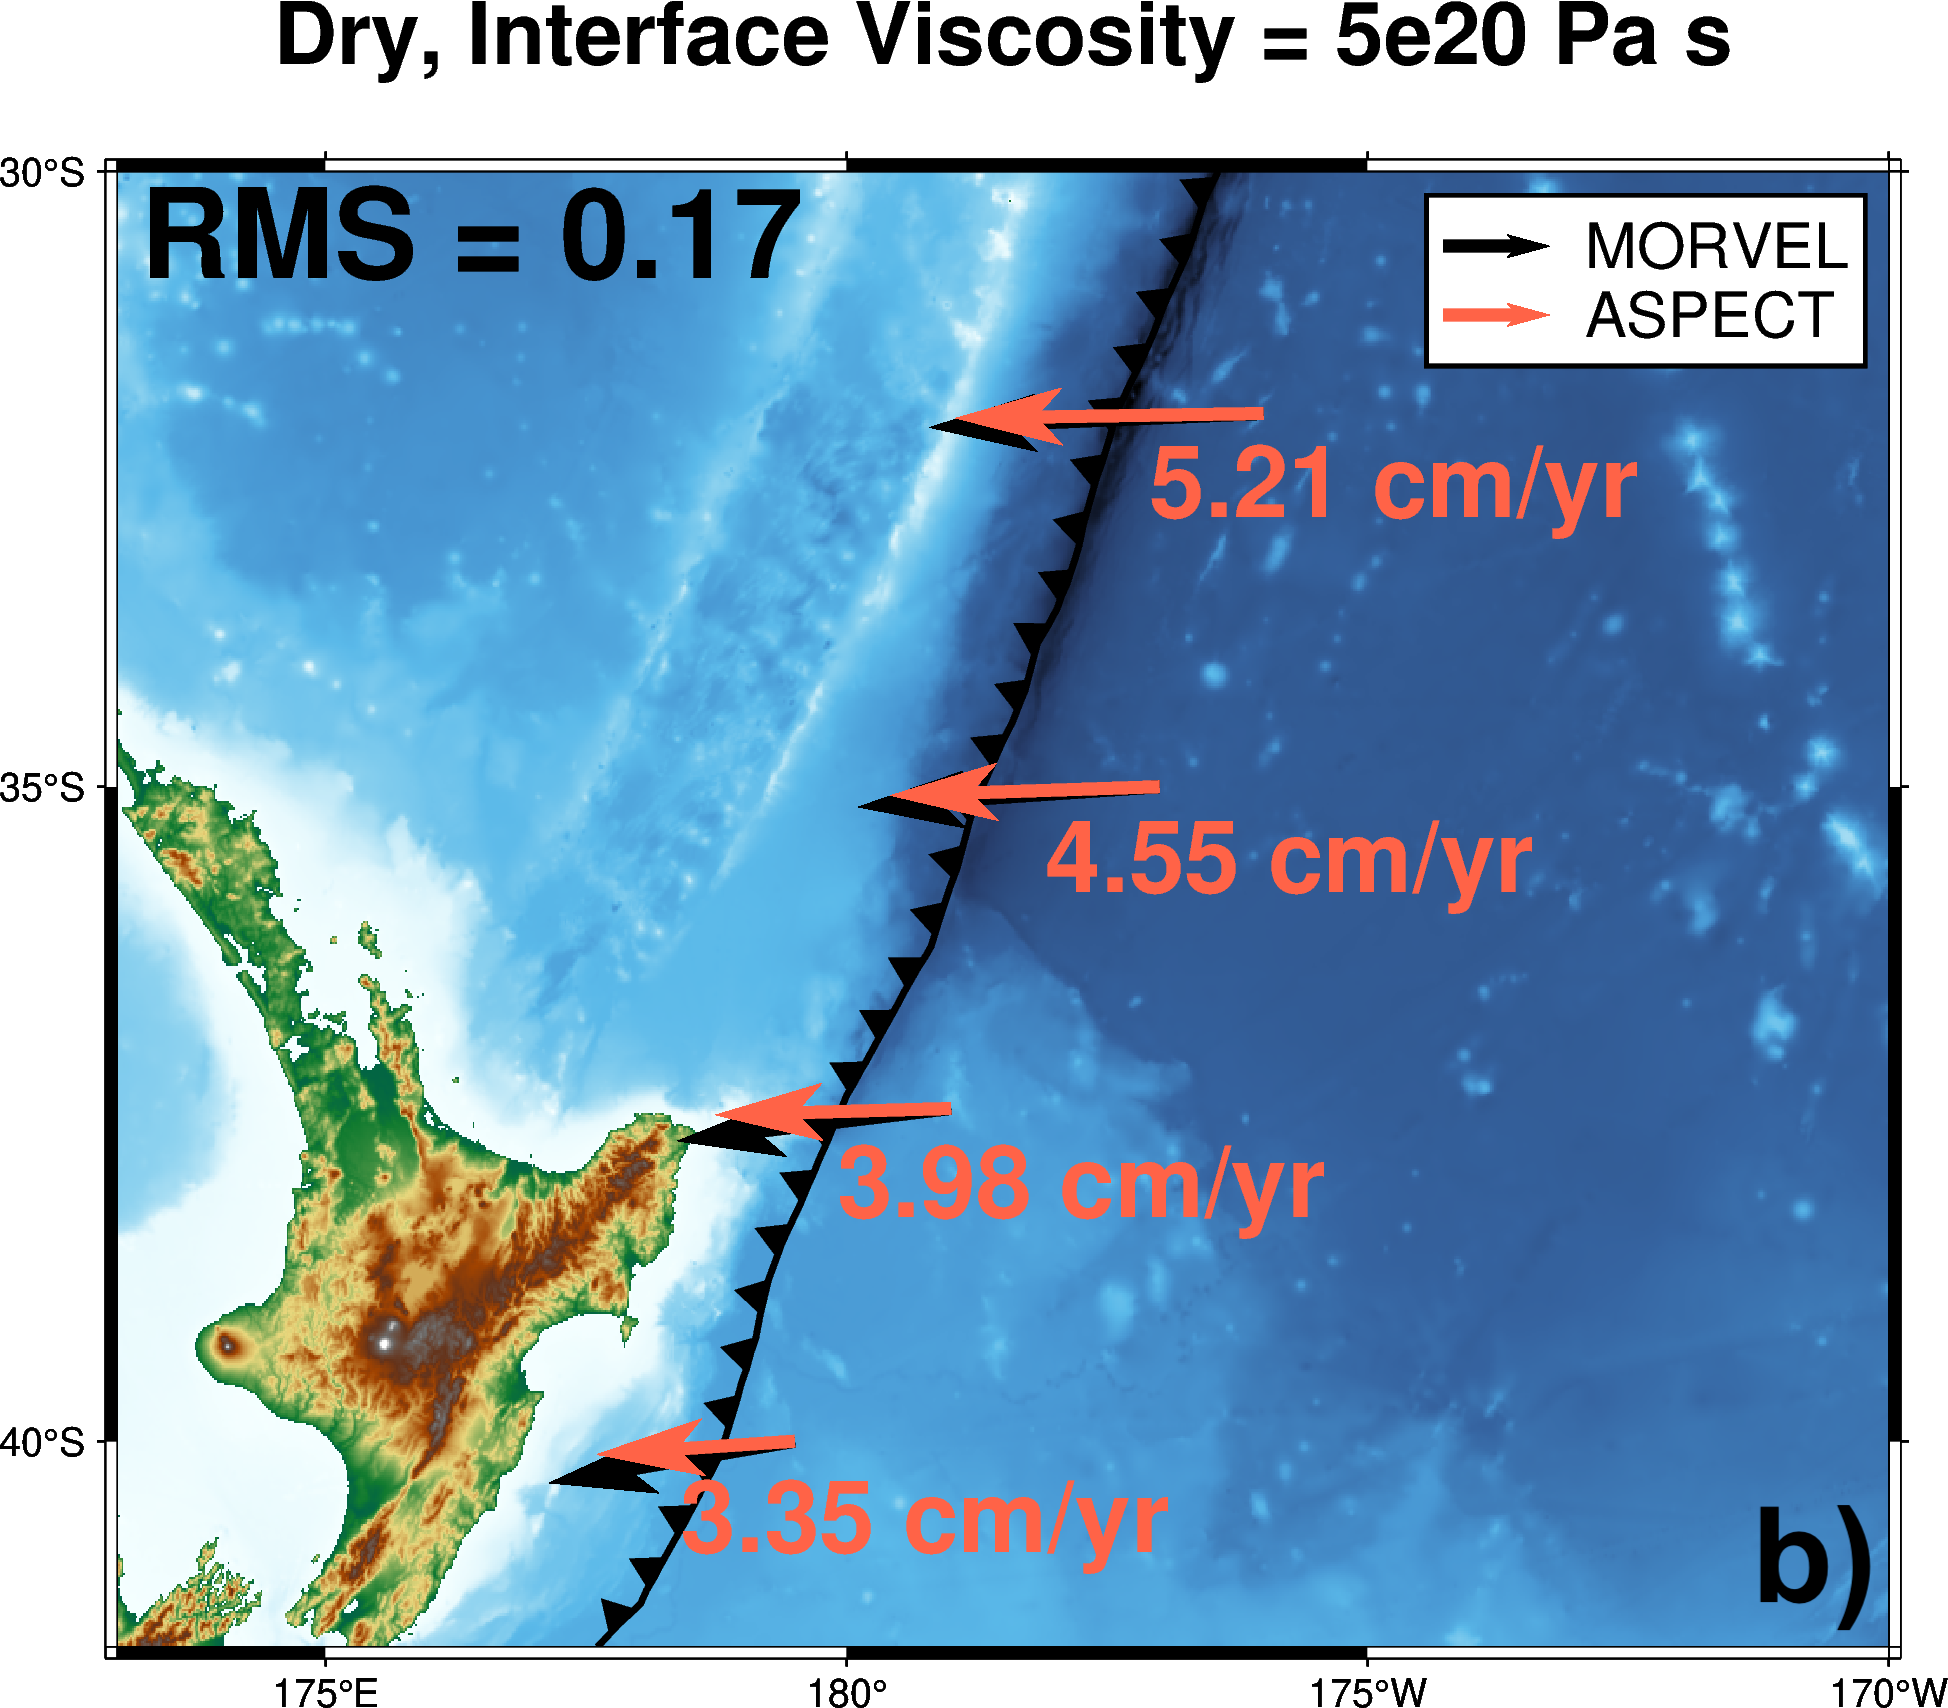 Dry, Interface Viscosity = 5e20 Pa s
30°S
RMS = 0.17
MORVEL
ASPECT
5.21 cm/yr
35°S
4.55 cm/yr
3.98 cm/yr
40°S
3.35 cm/yr
b)
175°E
180°
175°W
170°W